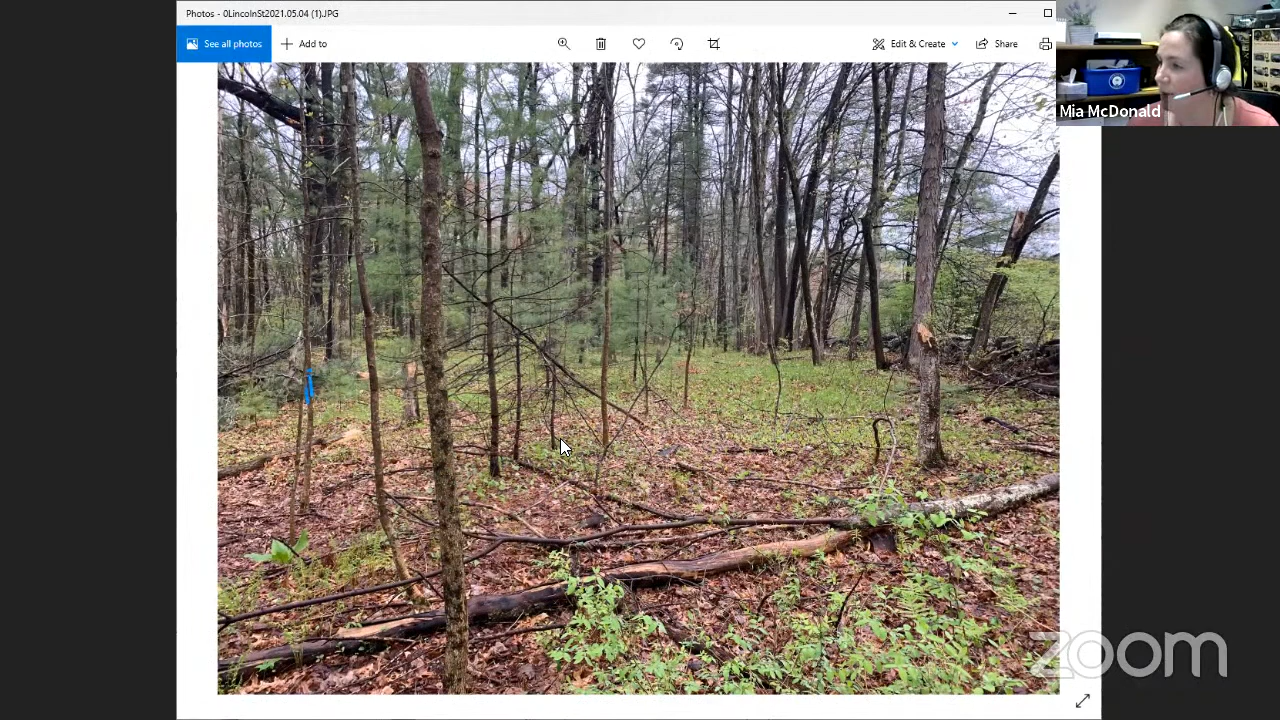 Photos - 0LincolnSt2021.05.04 (1).JPG
See all photos
Add to
Edit & Create
Share
Mia McDonald
zoom